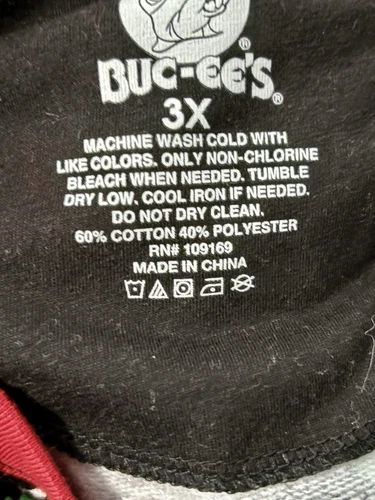 BUC-EE'S®
3X
MACHINE WASH COLD WITH
LIKE COLORS. ONLY NON-CHLORINE
BLEACH WHEN NEEDED. TUMBLE
DRY LOW. COOL IRON IF NEEDED.
DO NOT DRY CLEAN.
60% COTTON 40% POLYESTER
RN# 109169
MADE IN CHINA